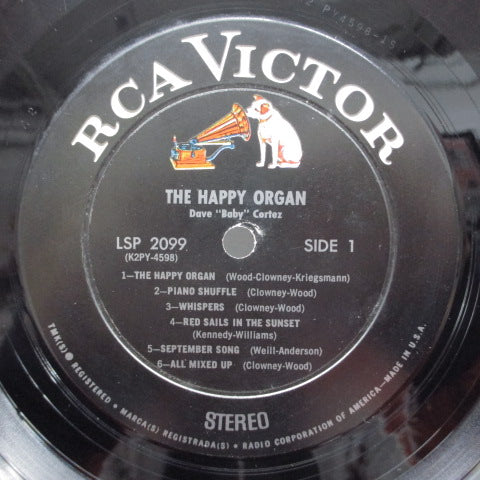 PY4598-1S
RCA VICTOR
THE HAPPY ORGAN
Dave "Baby" Cortez
LSP 2099 SIDE 1
(K2PY-4598)
1—THE HAPPY ORGAN (Wood-Clowney-Kriegsmann)
2—PIANO SHUFFLE (Clowney-Wood)
3—WHISPERS (Clowney-Wood)
4—RED SAILS IN THE SUNSET
(Kennedy-Williams)
5—SEPTEMBER SONG (Weill-Anderson)
6—ALL MIXED UP (Clowney-Wood)
STEREO
TMK(S) ® REGISTERED • MARCA(S) REGISTRADA(S) • RADIO CORPORATION OF AMERICA—MADE IN U.S.A.